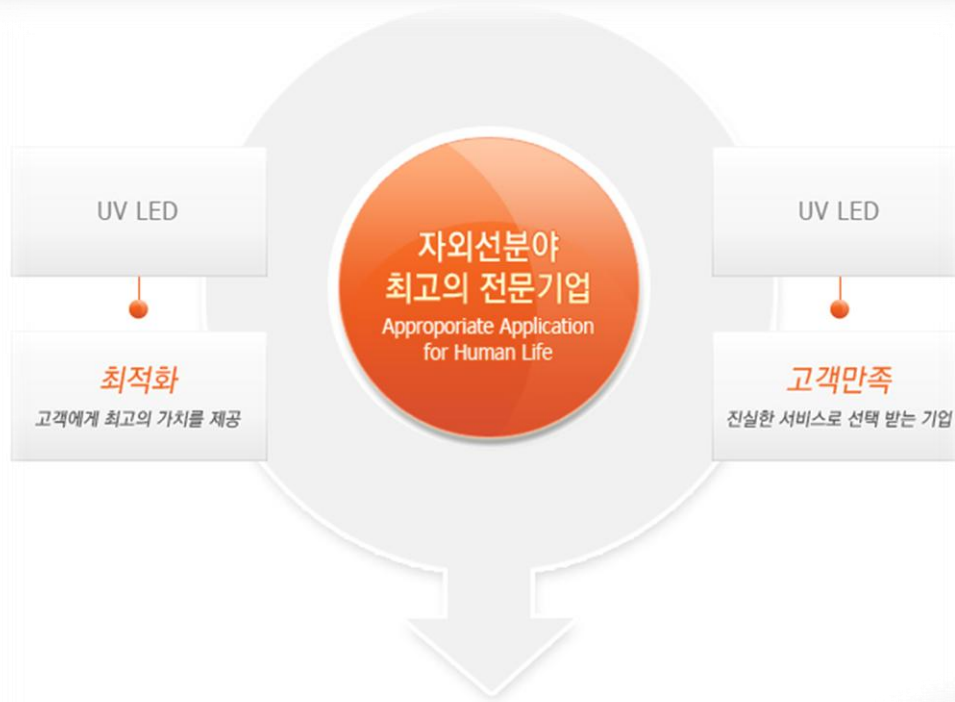 UV LED
최적화
고객에게 최고의 가치를 제공
자외선분야
최고의 전문기업
Approporiate Application
for Human Life
UV LED
고객만족
진실한 서비스로 선택 받는 기업